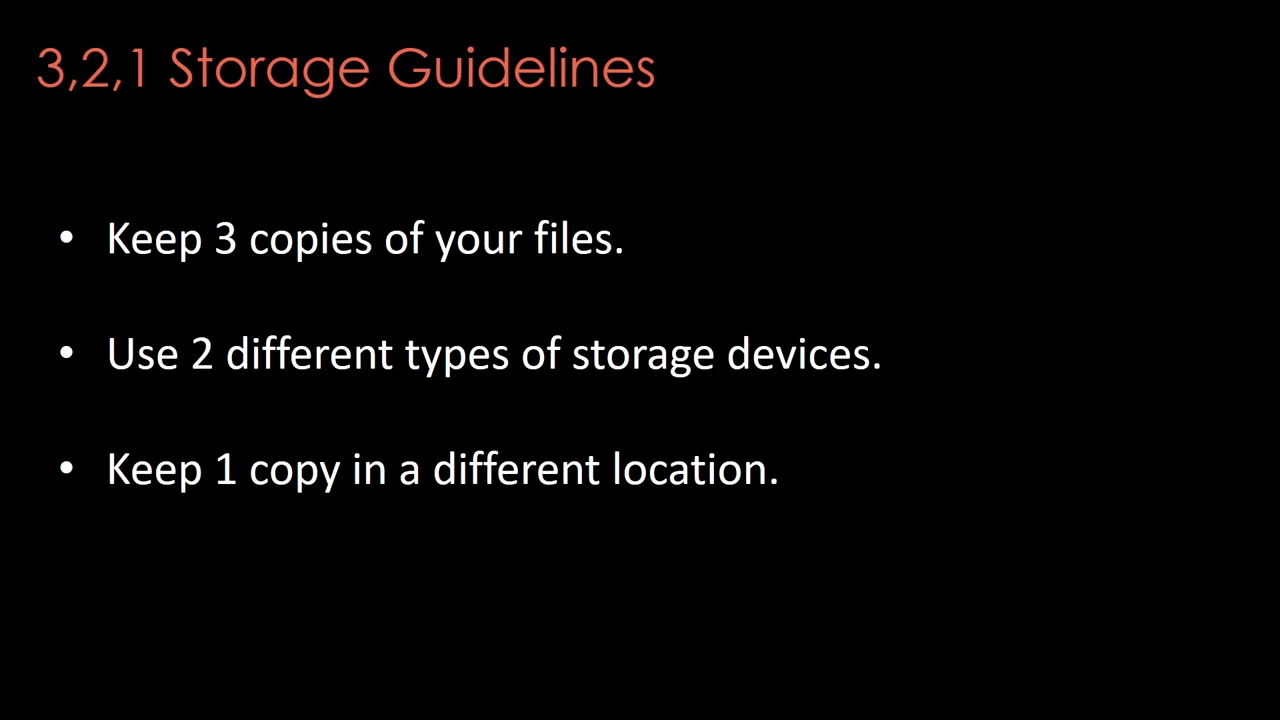 3,2,1 Storage Guidelines
• Keep 3 copies of your files.
• Use 2 different types of storage devices.
• Keep 1 copy in a different location.